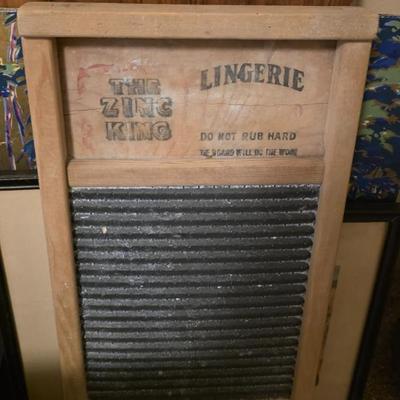 THE
ZINC
KING
LINGERIE
DO NOT RUB HARD
THE BOARD WILL DO THE WORK